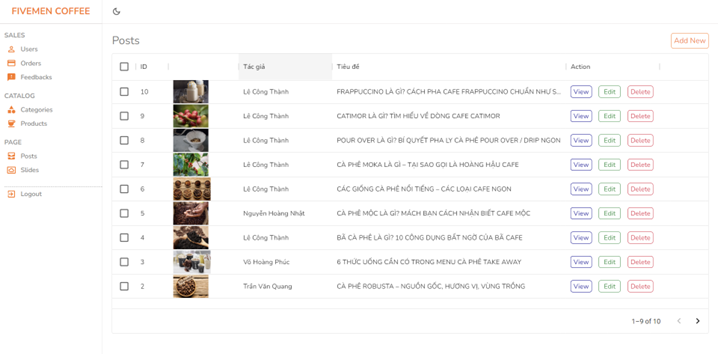 FIVEMEN COFFEE
SALES
Users
Orders
Feedbacks
CATALOG
Categories
Products
PAGE
Posts
Slides
Logout
Posts
Add New
ID Tác giả Tiêu đề Action
10 Lê Công Thành FRAPPUCCINO LÀ GÌ? CÁCH PHA CAFE FRAPPUCCINO CHUẨN NHƯ S... View Edit Delete
9 Lê Công Thành CATIMOR LÀ GÌ? TÌM HIỂU VỀ DÒNG CAFE CATIMOR View Edit Delete
8 Lê Công Thành POUR OVER LÀ GÌ? BÍ QUYẾT PHA LY CÀ PHÊ POUR OVER / DRIP NGON View Edit Delete
7 Lê Công Thành CÀ PHÊ MOKA LÀ GÌ – TẠI SAO GỌI LÀ HOÀNG HẬU CAFE View Edit Delete
6 Lê Công Thành CÁC GIỐNG CÀ PHÊ NỔI TIẾNG – CÁC LOẠI CAFE NGON View Edit Delete
5 Nguyễn Hoàng Nhất CÀ PHÊ MỘC LÀ GÌ? MÁCH BẠN CÁCH NHẬN BIẾT CAFE MỘC View Edit Delete
4 Lê Công Thành BÃ CÀ PHÊ LÀ GÌ? 10 CÔNG DỤNG BẤT NGỜ CỦA BÃ CAFE View Edit Delete
3 Võ Hoàng Phúc 6 THỨC UỐNG CẦN CÓ TRONG MENU CÀ PHÊ TAKE AWAY View Edit Delete
2 Trần Văn Quang CÀ PHÊ ROBUSTA – NGUỒN GỐC, HƯƠNG VỊ, VÙNG TRỒNG View Edit Delete
1–9 of 10